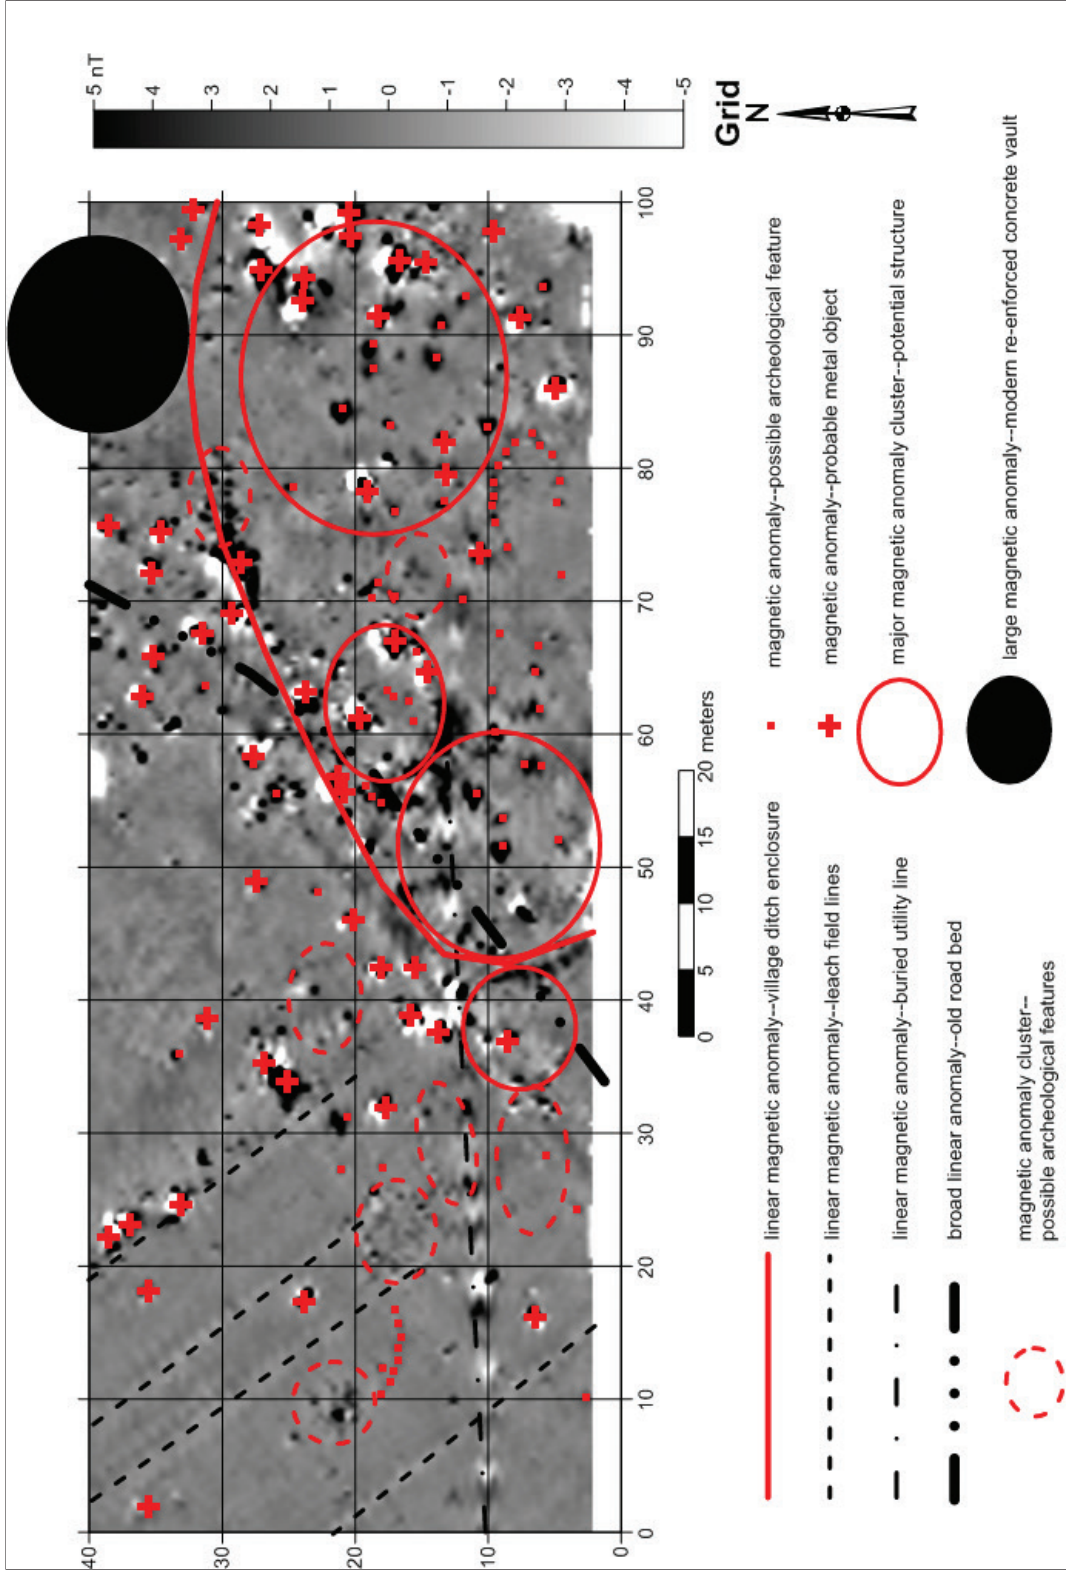 5 nT
4
3
2
1
0
-1
-2
-3
-4
-5
Grid
N
40
30
20
10
0
0
10
20
30
40
50
60
70
80
90
100
0
5
10
15
20 meters
linear magnetic anomaly--village ditch enclosure
linear magnetic anomaly--leach field lines
linear magnetic anomaly--buried utility line
broad linear anomaly--old road bed
magnetic anomaly cluster--
possible archeological features
magnetic anomaly--possible archeological feature
magnetic anomaly--probable metal object
major magnetic anomaly cluster--potential structure
large magnetic anomaly--modern re-enforced concrete vault